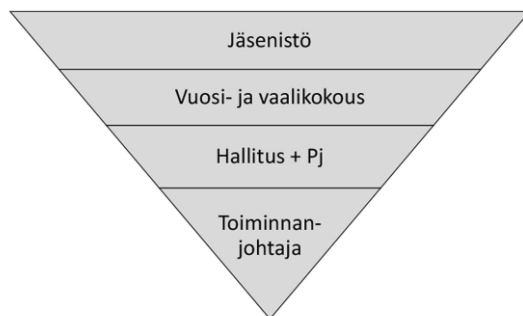 Jäsenistö
Vuosi- ja vaalikokous
Hallitus + Pj
Toiminnan-
johtaja